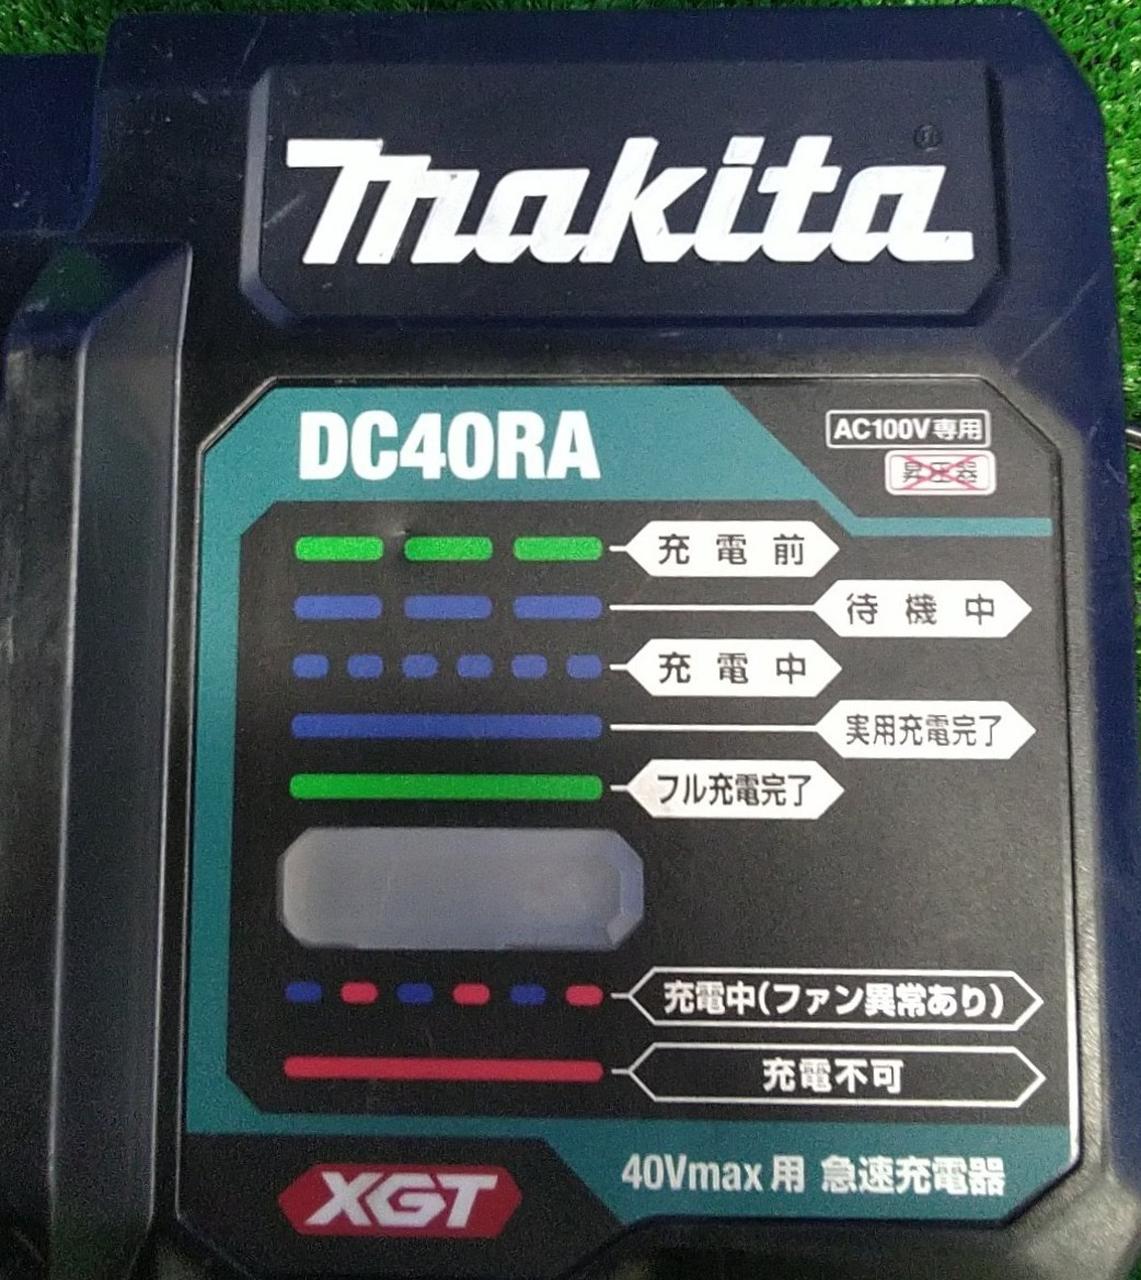 makita
DC40RA
AC100V専用
昇圧器
充電前
待機中
充電中
実用充電完了
フル充電完了
充電中(ファン異常あり)
充電不可
XGT
40Vmax用 急速充電器